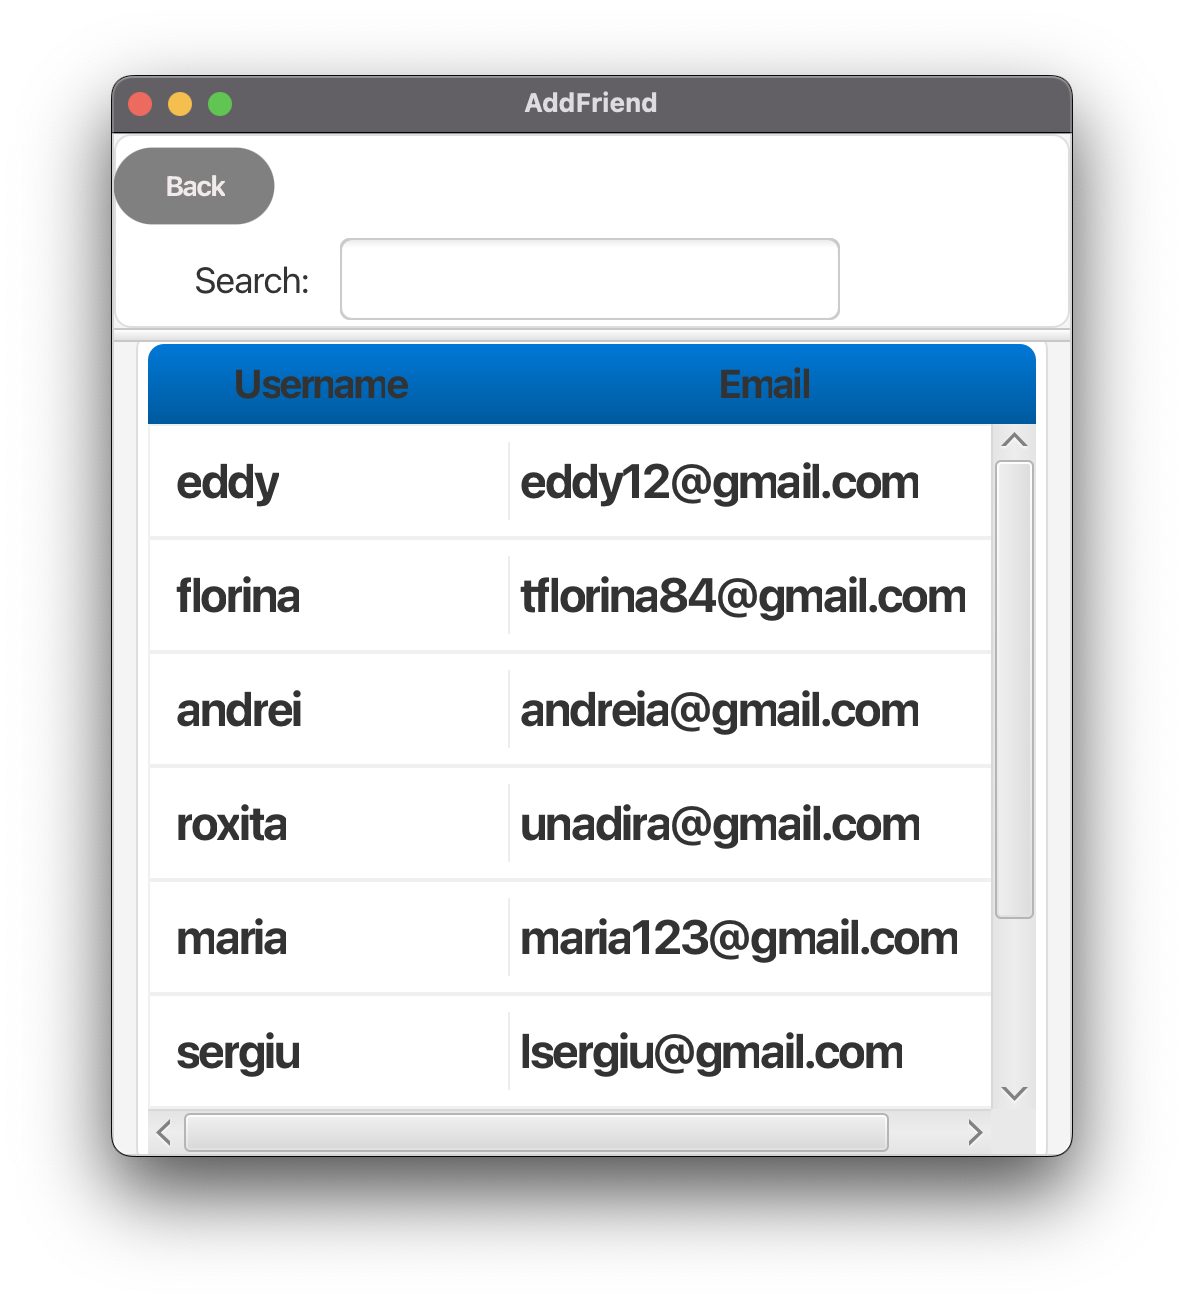 AddFriend
Back
Search:
Username Email
eddy eddy12@gmail.com
florina tflorina84@gmail.com
andrei andreia@gmail.com
roxita unadira@gmail.com
maria maria123@gmail.com
sergiu lsergiu@gmail.com